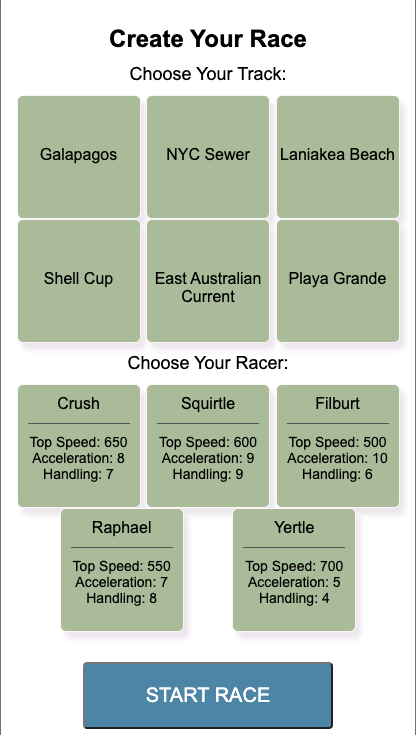 Create Your Race
Choose Your Track:
Galapagos
NYC Sewer
Laniakea Beach
Shell Cup
East Australian
Current
Playa Grande
Choose Your Racer:
Crush
Top Speed: 650
Acceleration: 8
Handling: 7
Squirtle
Top Speed: 600
Acceleration: 9
Handling: 9
Filburt
Top Speed: 500
Acceleration: 10
Handling: 6
Raphael
Top Speed: 550
Acceleration: 7
Handling: 8
Yertle
Top Speed: 700
Acceleration: 5
Handling: 4
START RACE